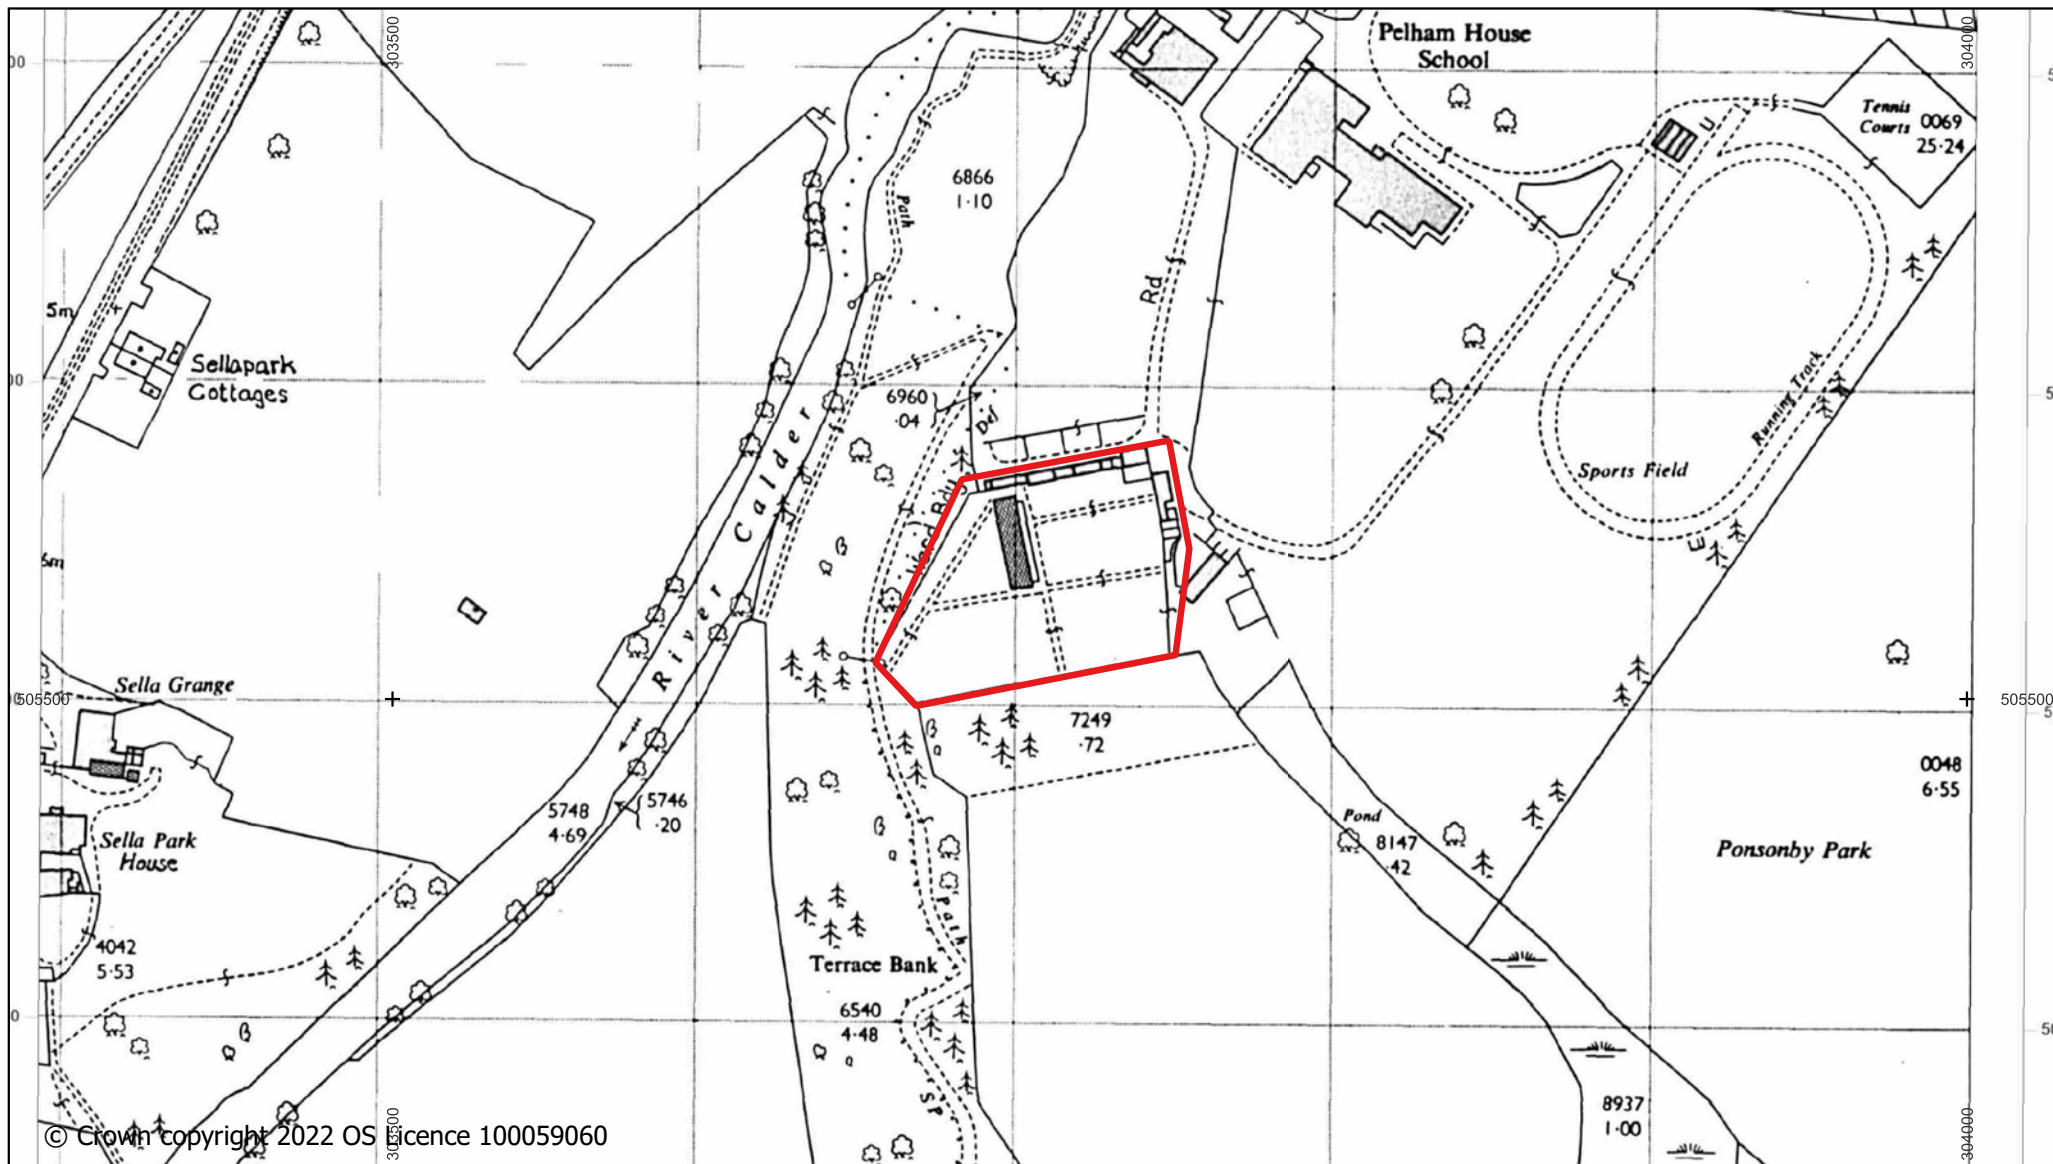 303500
304000
Pelham House
School
Tennis
Courts
0069
25·24
U
6866
1·10
Path
Rd
5m
Sellapark
Cottages
6960
·04
Def
River Calder
Running Track
Sports Field
E
6m
Sella Grange
505500
505500
7249
·72
0048
6·55
5748
4·69
5746
·20
Pond
8147
·42
Ponsonby Park
Sella Park
House
Path
4042
5·53
Terrace Bank
6540
4·48
SP
8937
1·00
303500
304000
© Crown copyright 2022 OS Licence 100059060